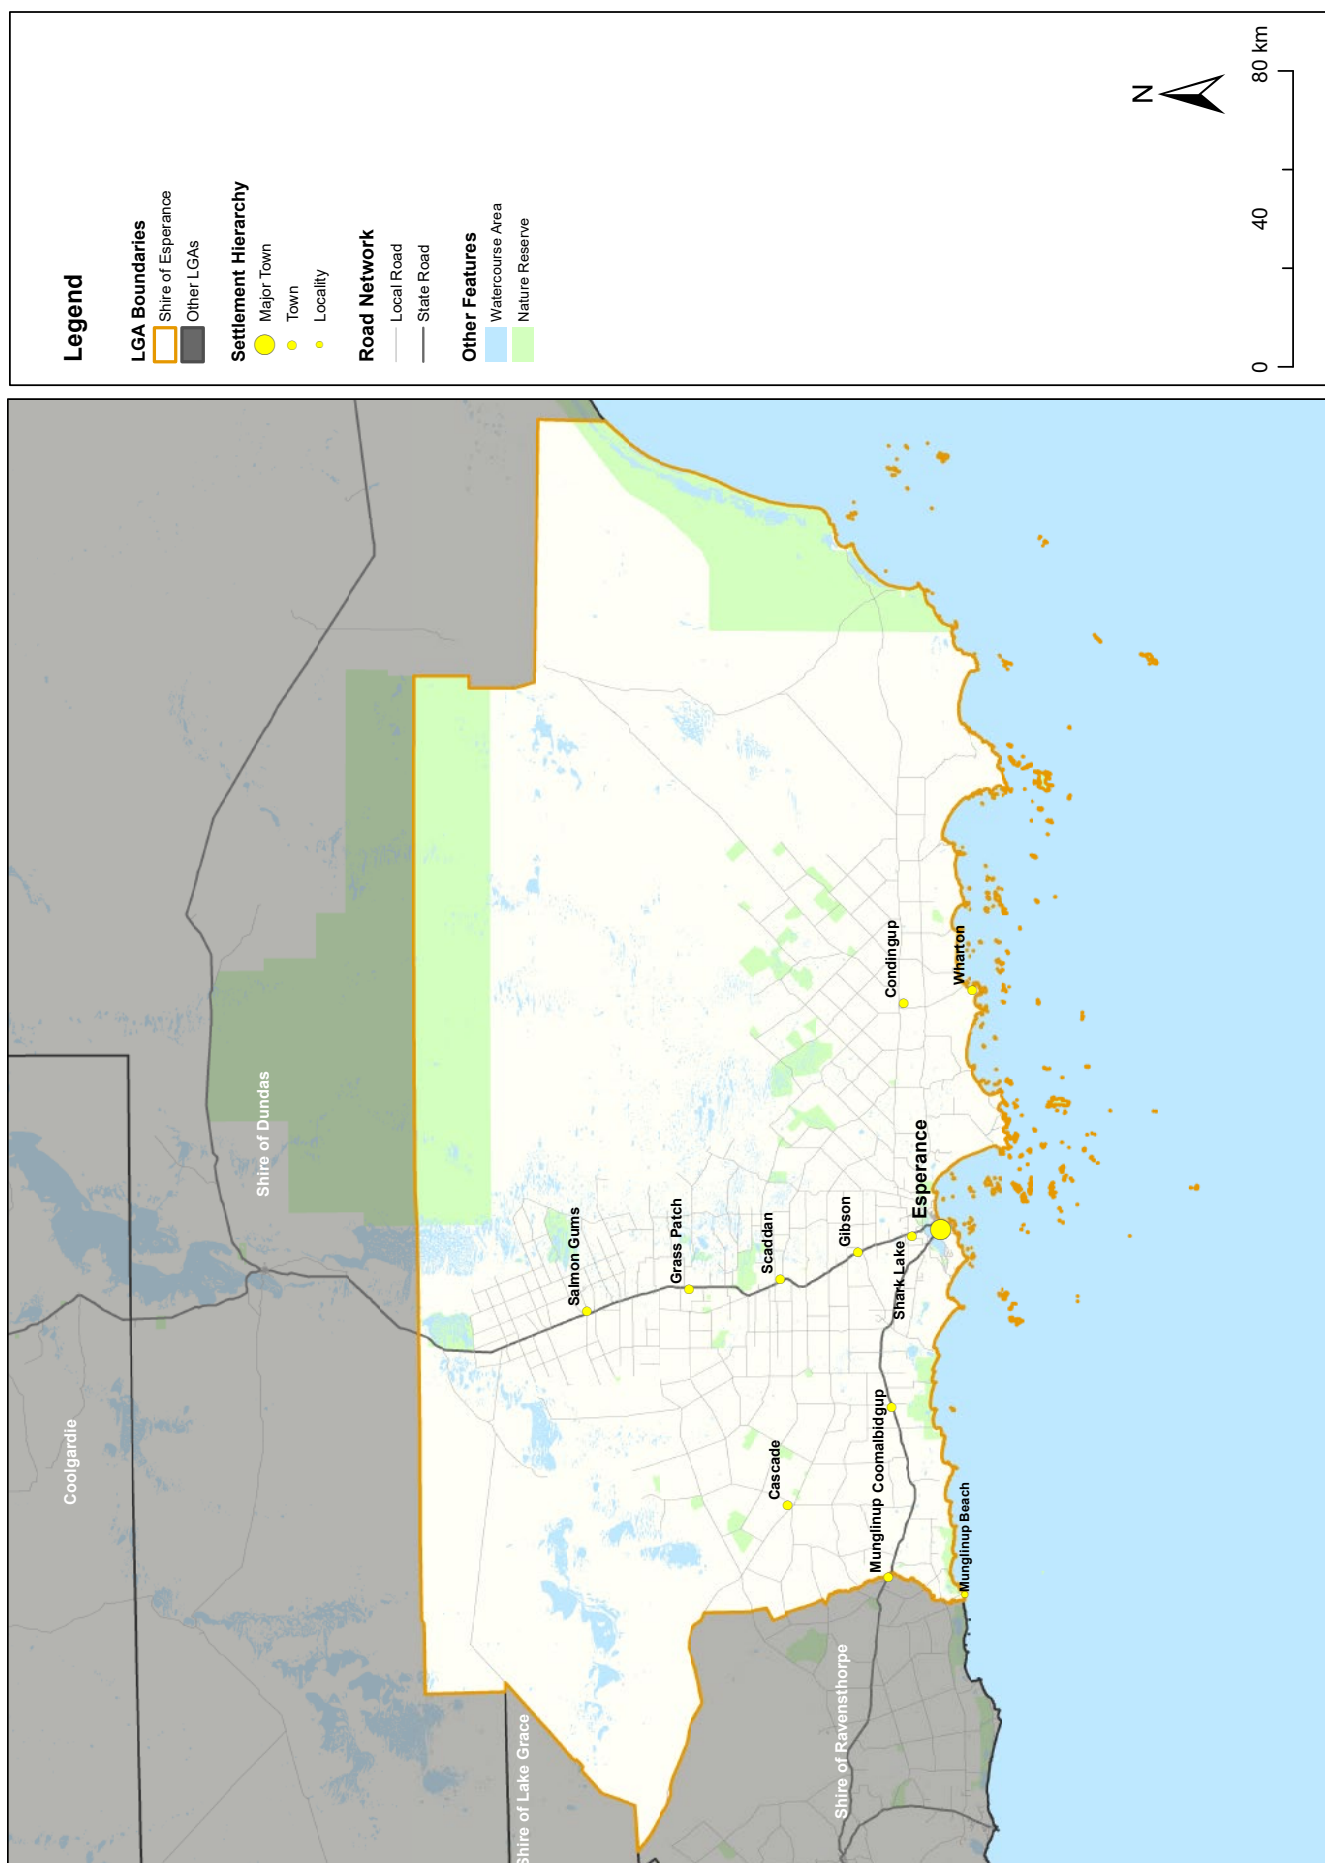 Coolgardie
Shire of Dundas
Shire of Lake Grace
Shire of Ravensthorpe
Salmon Gums
Grass Patch
Scaddan
Gibson
Shark Lake
Esperance
Condingup
Wharton
Cascade
Munglinup
Coomalbidgup
Munglinup Beach
Legend
LGA Boundaries
Shire of Esperance
Other LGAs
Settlement Hierarchy
Major Town
Town
Locality
Road Network
Local Road
State Road
Other Features
Watercourse Area
Nature Reserve
N
0 40 80 km